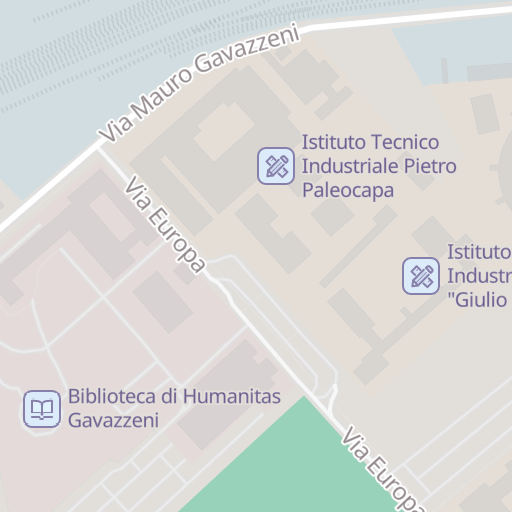 Via Mauro Gavazzeni
Istituto Tecnico
Industriale Pietro
Paleocapa
Via Europa
Istituto
Industr
"Giulio
Biblioteca di Humanitas
Gavazzeni
Via Europa